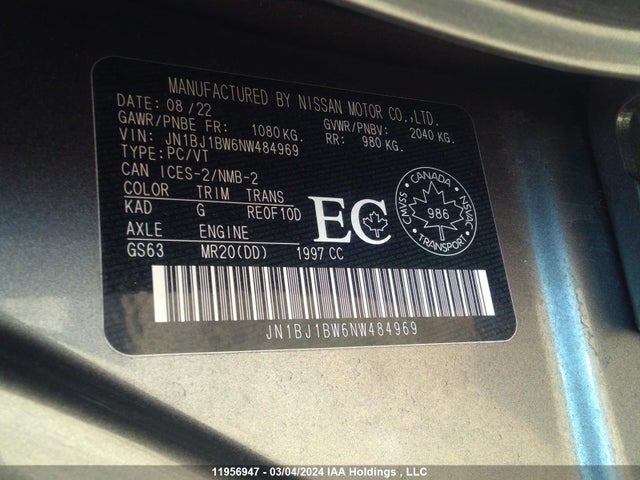 MANUFACTURED BY NISSAN MOTOR CO.,LTD.
DATE: 08/22
GVWR/PNBV: 2040 KG.
GAWR/PNBE FR: 1080 KG. RR: 980 KG.
VIN: JN1BJ1BW6NW484969
TYPE: PC/VT
CAN ICES-2/NMB-2
COLOR TRIM TRANS
KAD G RE0F10D
AXLE ENGINE
GS63 MR20(DD) 1997 CC
EC
CANADA
CMVSS 986 NSVAC
TRANSPORT
JN1BJ1BW6NW484969
11956947 - 03/04/2024 IAA Holdings , LLC